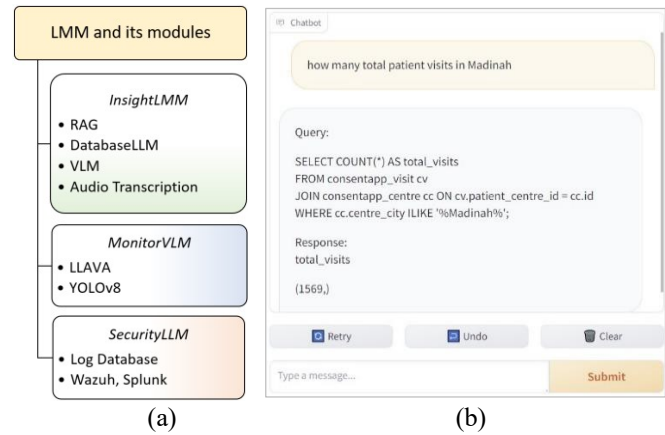 LMM and its modules
InsightLMM
• RAG
• DatabaseLLM
• VLM
• Audio Transcription
MonitorVLM
• LLAVA
• YOLOv8
SecurityLLM
• Log Database
• Wazuh, Splunk
(a)
Chatbot
how many total patient visits in Madinah
Query:
SELECT COUNT(*) AS total_visits
FROM consentapp_visit cv
JOIN consentapp_centre cc ON cv.patient_centre_id = cc.id
WHERE cc.centre_city ILIKE '%Madinah%';
Response:
total_visits
(1569,)
Retry
Undo
Clear
Type a message...
Submit
(b)